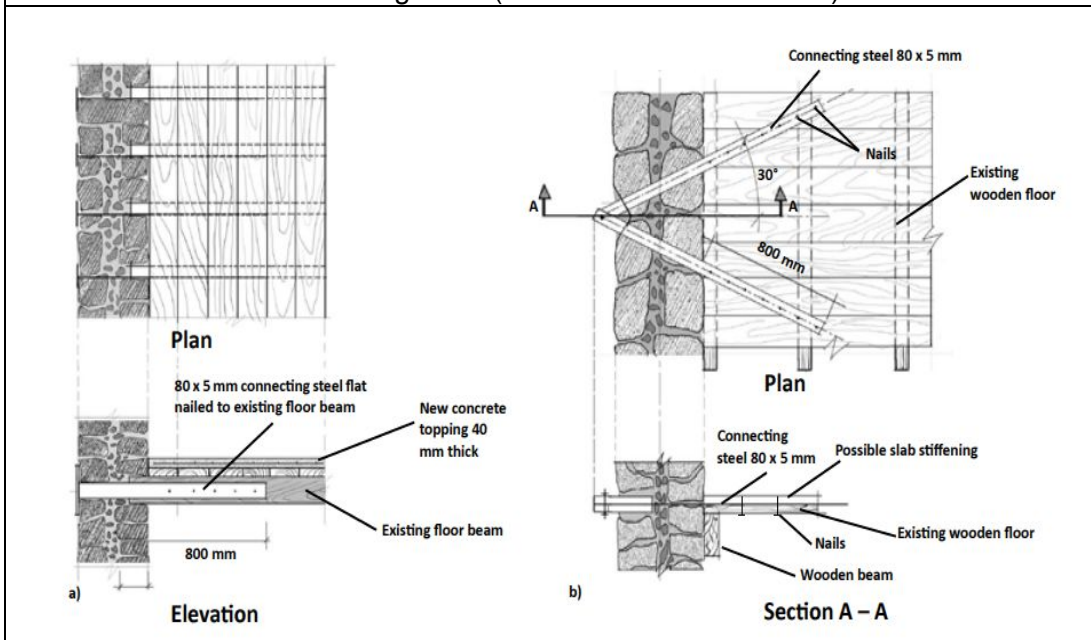 Plan
80 x 5 mm connecting steel flat
nailed to existing floor beam
New concrete
topping 40
mm thick
Existing floor beam
800 mm
a)
Elevation
Connecting steel 80 x 5 mm
Nails
30°
Existing
wooden floor
A
A
800 mm
Plan
Connecting
steel 80 x 5 mm
Possible slab stiffening
Existing wooden floor
Nails
Wooden beam
b)
Section A – A